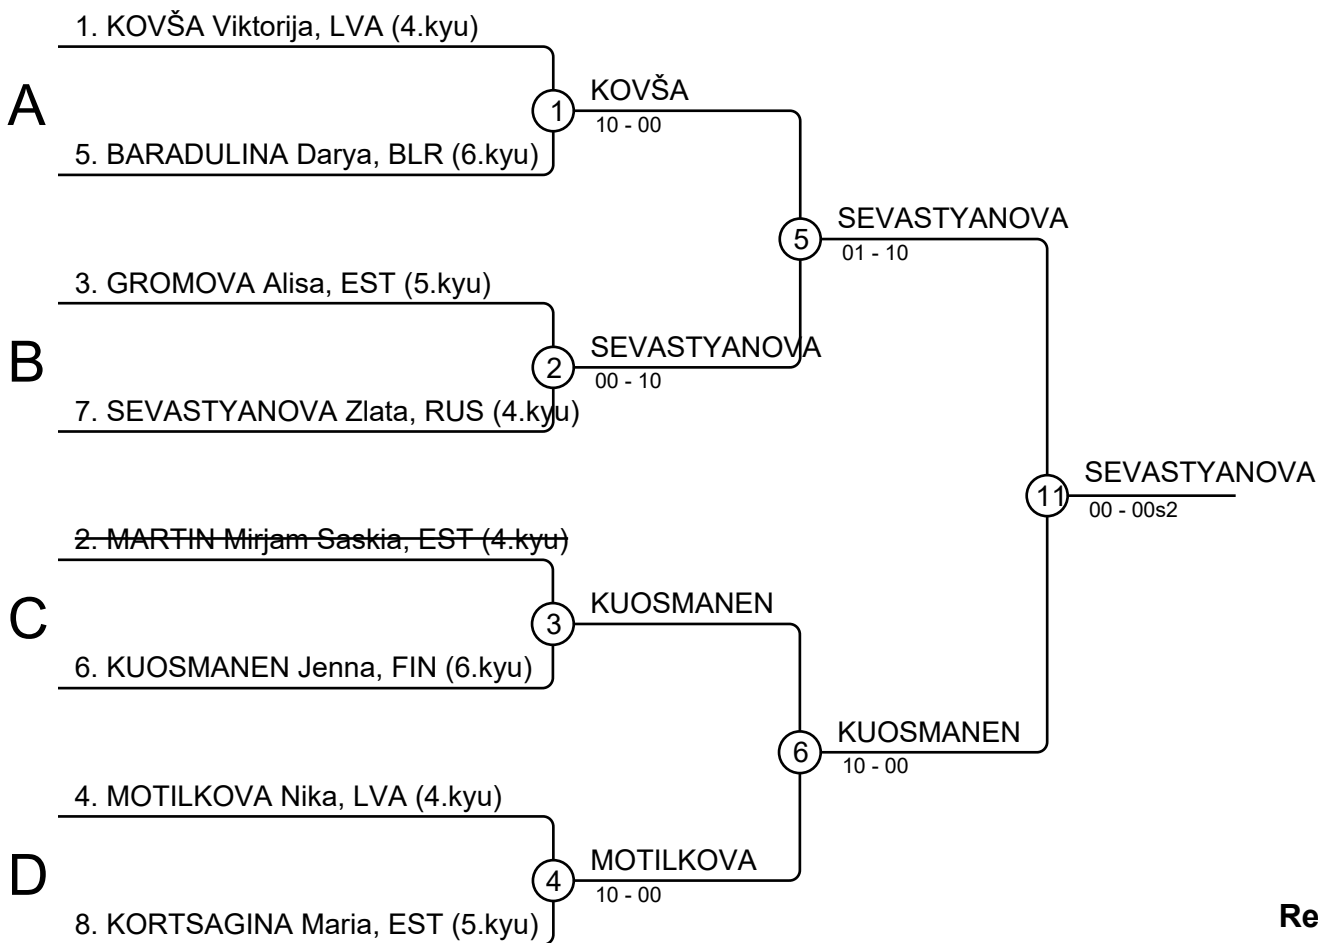 1. KOVŠA Viktorija, LVA (4.kyu)
A
1
KOVŠA
10 - 00
5. BARADULINA Darya, BLR (6.kyu)
5
SEVASTYANOVA
01 - 10
3. GROMOVA Alisa, EST (5.kyu)
B
2
SEVASTYANOVA
00 - 10
7. SEVASTYANOVA Zlata, RUS (4.kyu)
11
SEVASTYANOVA
00 - 00s2
2. MARTIN Mirjam Saskia, EST (4.kyu)
C
3
KUOSMANEN
6. KUOSMANEN Jenna, FIN (6.kyu)
6
KUOSMANEN
10 - 00
4. MOTILKOVA Nika, LVA (4.kyu)
D
4
MOTILKOVA
10 - 00
8. KORTSAGINA Maria, EST (5.kyu)
Re